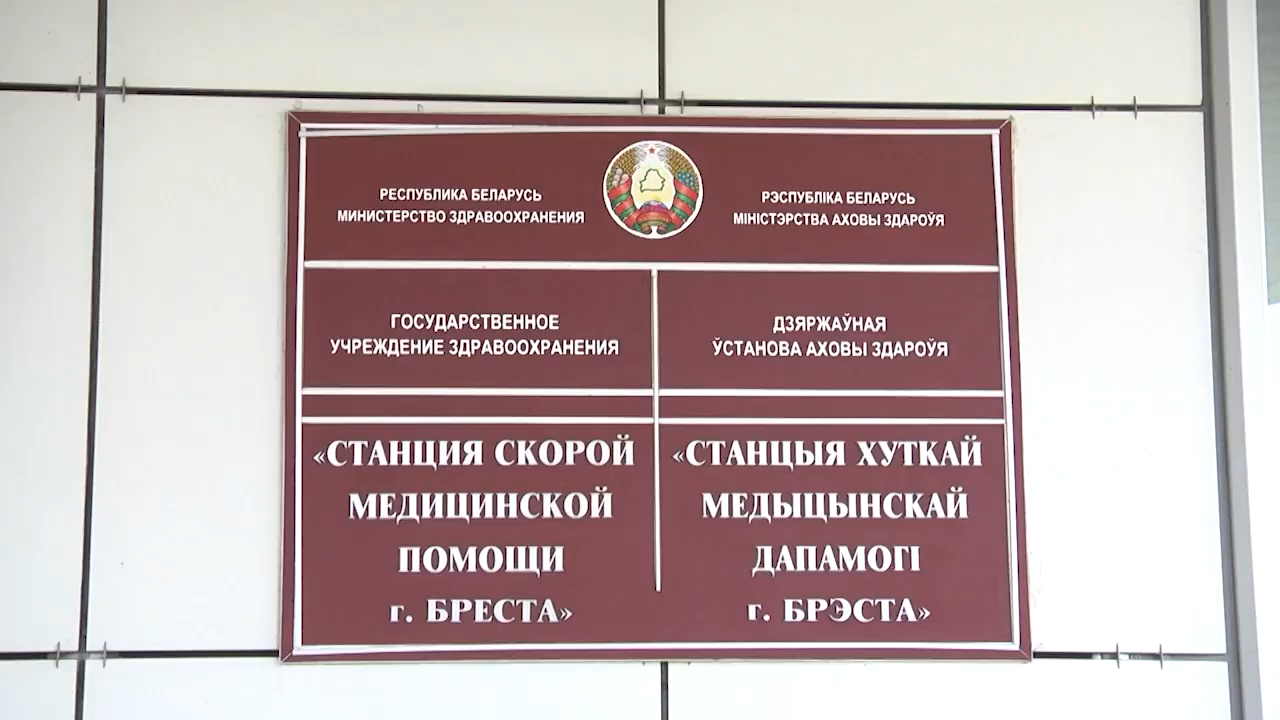 РЕСПУБЛИКА БЕЛАРУСЬ
МИНИСТЕРСТВО ЗДРАВООХРАНЕНИЯ
РЭСПУБЛІКА БЕЛАРУСЬ
МІНІСТЭРСТВА АХОВЫ ЗДАРОЎЯ
ГОСУДАРСТВЕННОЕ
УЧРЕЖДЕНИЕ ЗДРАВООХРАНЕНИЯ
ДЗЯРЖАЎНАЯ
ЎСТАНОВА АХОВЫ ЗДАРОЎЯ
«СТАНЦИЯ СКОРОЙ
МЕДИЦИНСКОЙ
ПОМОЩИ
г. БРЕСТА»
«СТАНЦЫЯ ХУТКАЙ
МЕДЫЦЫНСКАЙ
ДАПАМОГІ
г. БРЭСТА»